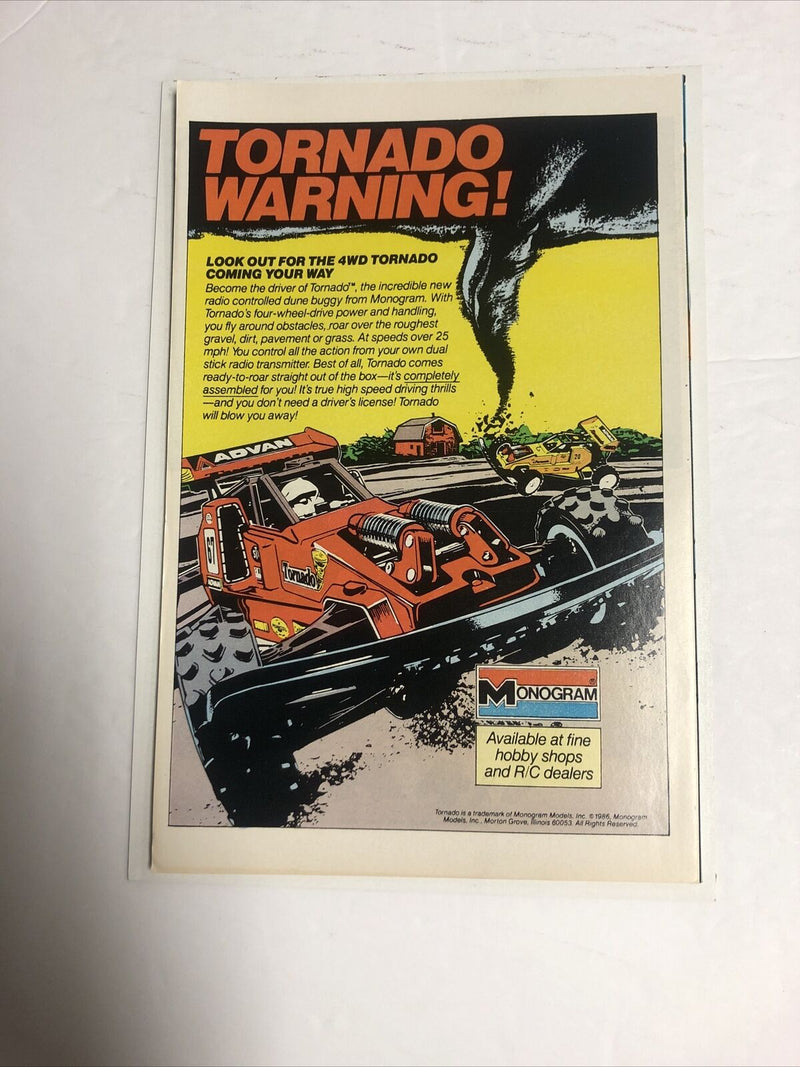 TORNADO
WARNING!
LOOK OUT FOR THE 4WD TORNADO
COMING YOUR WAY
Become the driver of Tornado™, the incredible new
radio controlled dune buggy from Monogram. With
Tornado's four-wheel-drive power and handling,
you fly around obstacles, roar over the roughest
gravel, dirt, pavement or grass. At speeds over 25
mph! You control all the action from your own dual
stick radio transmitter. Best of all, Tornado comes
ready-to-roar straight out of the box—it's completely
assembled for you! It's true high speed driving thrills
—and you don't need a driver's license! Tornado
will blow you away!
ADVAN
67
Tornado
MONOGRAM®
Available at fine
hobby shops
and R/C dealers
Tornado is a trademark of Monogram Models, Inc. © 1986, Monogram
Models, Inc., Morton Grove, Illinois 60053. All Rights Reserved.